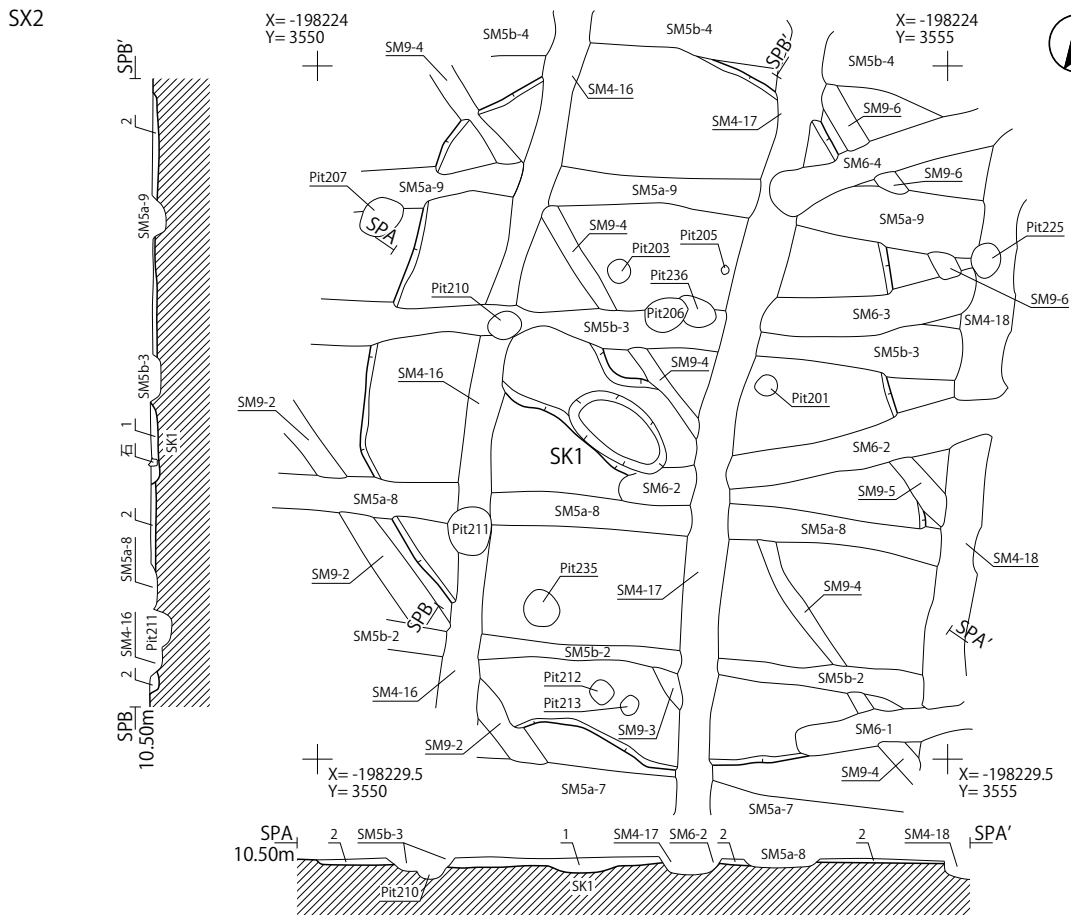 SX2
X= -198224
Y= 3550
X= -198224
Y= 3555
SM5b-4
SM5b-4
SM5b-4
SM9-4
SM4-16
SPB'
SM4-17
SM9-6
SM6-4
SM9-6
Pit207
SM5a-9
SM5a-9
SM5a-9
SPA
SM9-4
Pit203
Pit205
Pit225
Pit236
SM9-6
Pit210
Pit206
SM6-3
SM4-18
SM5b-3
SM5b-3
SM4-16
SM9-4
Pit201
SM9-2
SK1
SM6-2
SM6-2
SM9-5
SM5a-8
SM5a-8
SM5a-8
Pit211
SM4-18
SM9-2
Pit235
SM4-17
SM9-4
SPB
SPA'
SM5b-2
SM5b-2
SM5b-2
SM4-16
Pit212
Pit213
SM9-3
SM6-1
SM9-2
SM9-4
X= -198229.5
Y= 3550
SM5a-7
SM5a-7
X= -198229.5
Y= 3555
SPB'
2
SM5a-9
SM5b-3
1
SK1
石
2
SM5a-8
Pit211
SM4-16
2
SPB
10.50m
SPA
10.50m
2
SM5b-3
1
SM4-17
SM6-2
2
SM5a-8
2
SM4-18
SPA'
Pit210
SK1